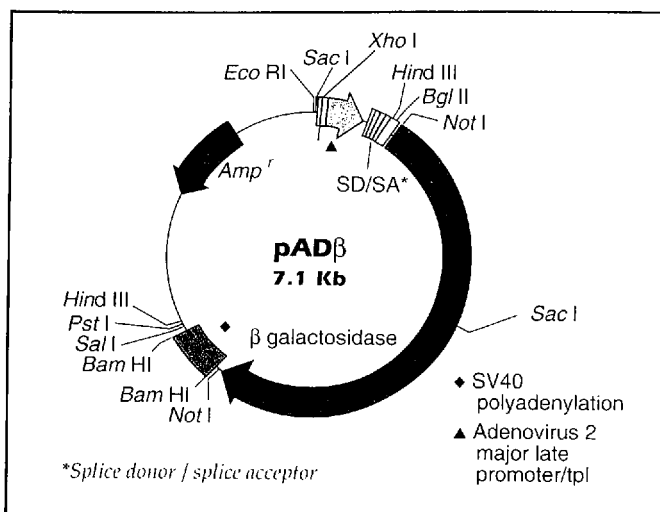 Xho I
Sac I
Eco RI
Hind III
Bgl II
Not I
Amp r
SD/SA*
pADβ
7.1 Kb
Hind III
Pst I
Sal I
Bam HI
β galactosidase
Sac I
Bam HI
Not I
◆ SV40
polyadenylation
▲ Adenovirus 2
major late
promoter/tpl
*Splice donor / splice acceptor